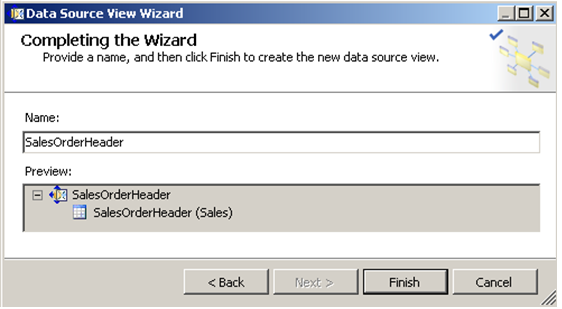 Data Source View Wizard
Completing the Wizard
Provide a name, and then click Finish to create the new data source view.
Name:
SalesOrderHeader
Preview:
SalesOrderHeader
SalesOrderHeader (Sales)
< Back Next > Finish Cancel